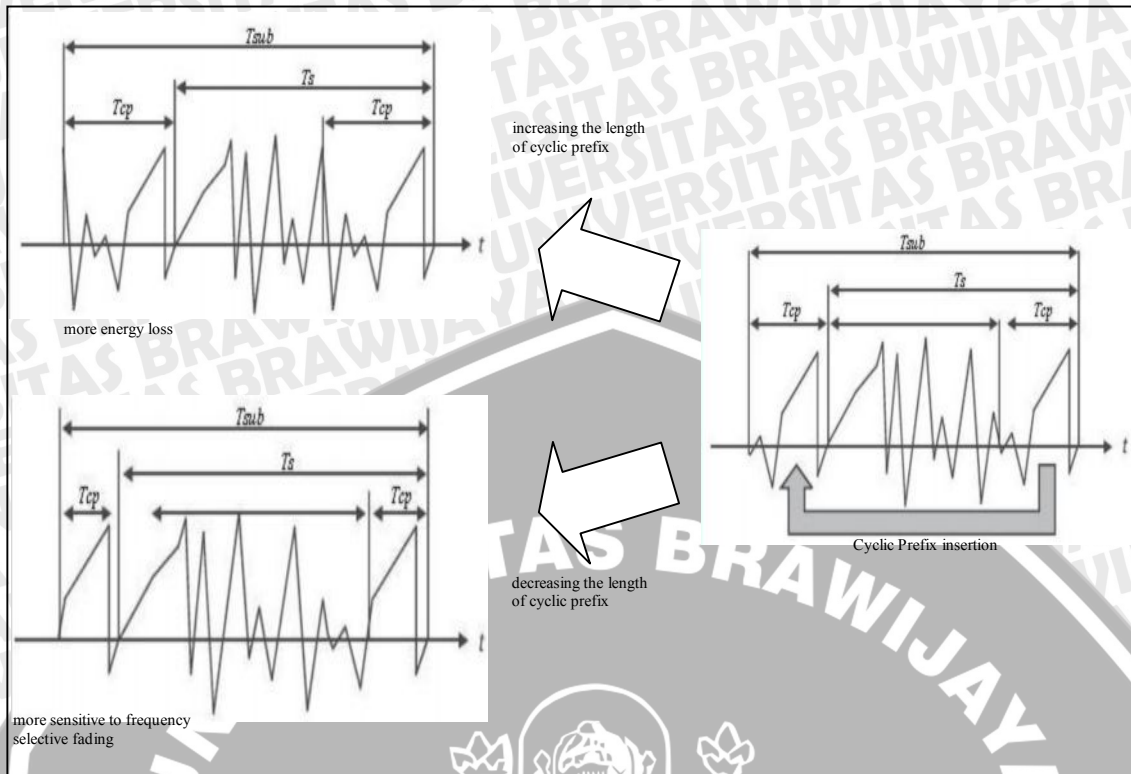 Tsub
Ts
Tcp
Tcp
t
more energy loss
increasing the length
of cyclic prefix
Tsub
Ts
Tcp
Tcp
t
Cyclic Prefix insertion
Tsub
Ts
Tcp
Tcp
t
more sensitive to frequency
selective fading
decreasing the length
of cyclic prefix
TAS BRAWIJAYA